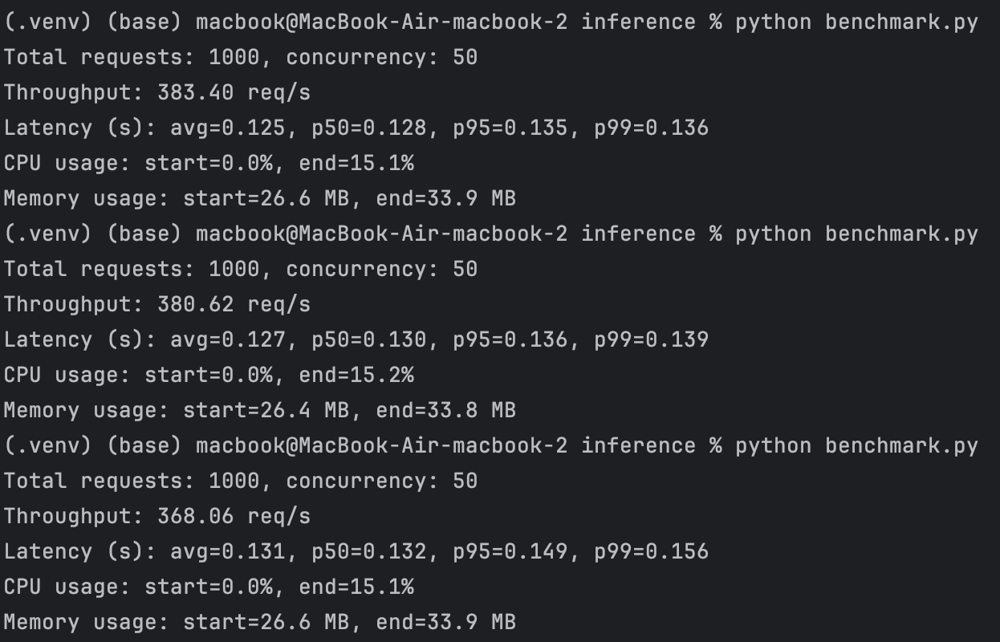 (.venv) (base) macbook@MacBook-Air-macbook-2 inference % python benchmark.py
Total requests: 1000, concurrency: 50
Throughput: 383.40 req/s
Latency (s): avg=0.125, p50=0.128, p95=0.135, p99=0.136
CPU usage: start=0.0%, end=15.1%
Memory usage: start=26.6 MB, end=33.9 MB
(.venv) (base) macbook@MacBook-Air-macbook-2 inference % python benchmark.py
Total requests: 1000, concurrency: 50
Throughput: 380.62 req/s
Latency (s): avg=0.127, p50=0.130, p95=0.136, p99=0.139
CPU usage: start=0.0%, end=15.2%
Memory usage: start=26.4 MB, end=33.8 MB
(.venv) (base) macbook@MacBook-Air-macbook-2 inference % python benchmark.py
Total requests: 1000, concurrency: 50
Throughput: 368.06 req/s
Latency (s): avg=0.131, p50=0.132, p95=0.149, p99=0.156
CPU usage: start=0.0%, end=15.1%
Memory usage: start=26.6 MB, end=33.9 MB